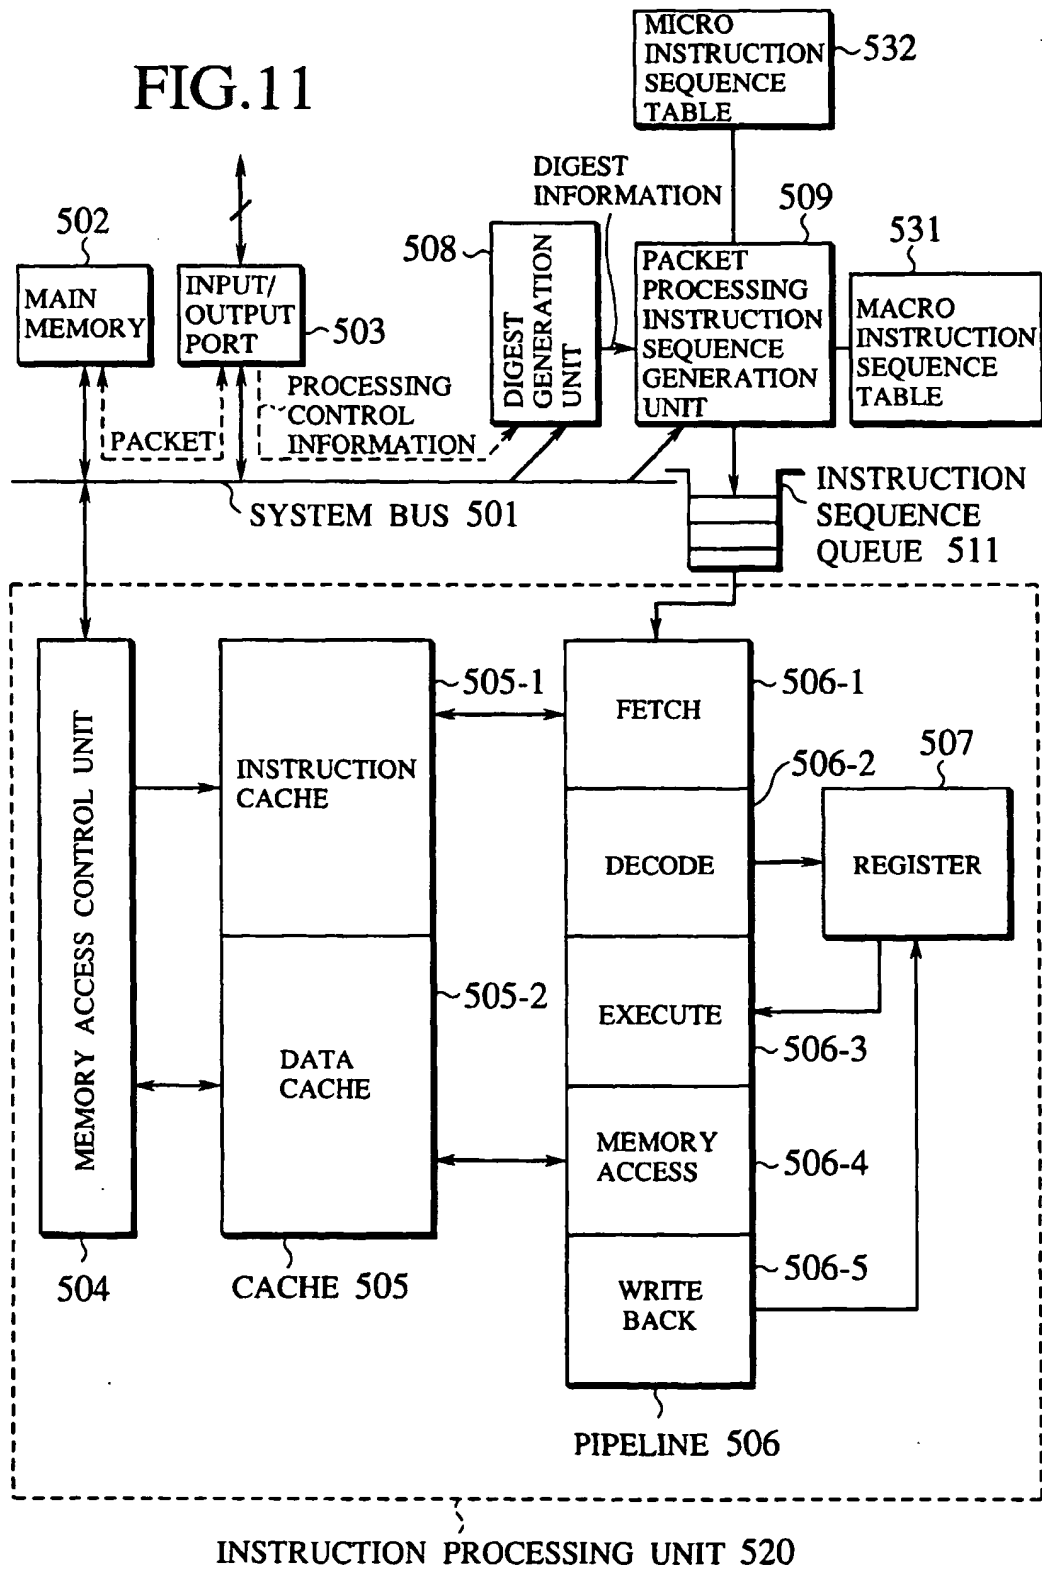 FIG.11
MICRO
INSTRUCTION
SEQUENCE
TABLE
532
DIGEST
INFORMATION
502
MAIN
MEMORY
INPUT/
OUTPUT
PORT
503
508
DIGEST
GENERATION
UNIT
509
PACKET
PROCESSING
INSTRUCTION
SEQUENCE
GENERATION
UNIT
531
MACRO
INSTRUCTION
SEQUENCE
TABLE
PROCESSING
CONTROL
INFORMATION
PACKET
SYSTEM BUS 501
INSTRUCTION
SEQUENCE
QUEUE 511
MEMORY ACCESS CONTROL UNIT
504
505-1
INSTRUCTION
CACHE
505-2
DATA
CACHE
CACHE 505
FETCH
506-1
506-2
DECODE
507
REGISTER
EXECUTE
506-3
MEMORY
ACCESS
506-4
506-5
WRITE
BACK
PIPELINE 506
INSTRUCTION PROCESSING UNIT 520